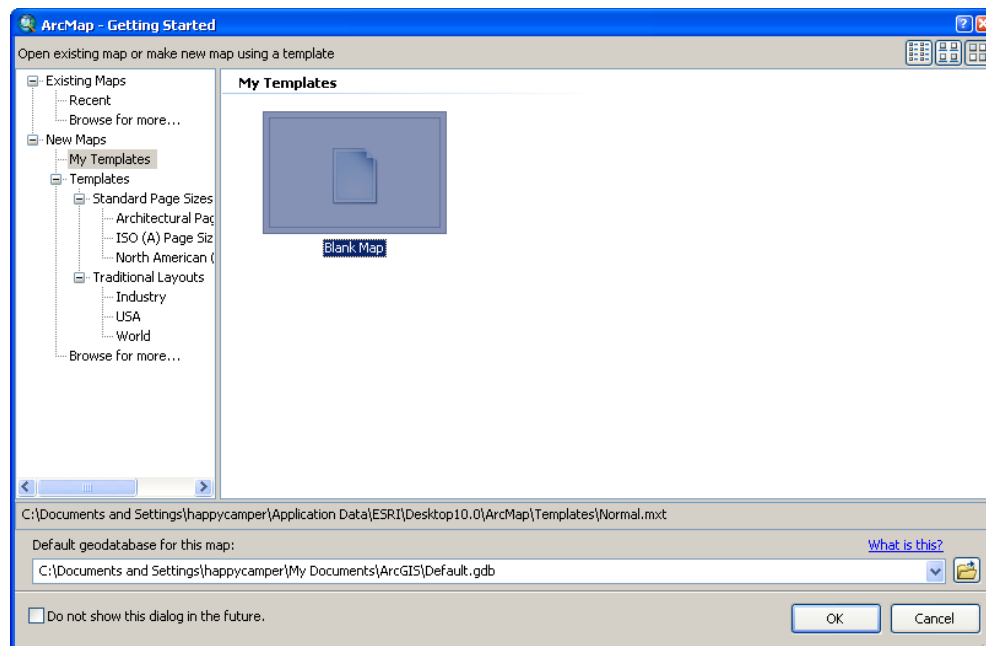 ArcMap - Getting Started
Open existing map or make new map using a template
Existing Maps
Recent
Browse for more...
New Maps
My Templates
Templates
Standard Page Sizes
Architectural Pag
ISO (A) Page Siz
North American (
Traditional Layouts
Industry
USA
World
Browse for more...
My Templates
Blank Map
C:\Documents and Settings\happycamper\Application Data\ESRI\Desktop10.0\ArcMap\Templates\Normal.mxt
Default geodatabase for this map:
What is this?
C:\Documents and Settings\happycamper\My Documents\ArcGIS\Default.gdb
Do not show this dialog in the future.
OK
Cancel